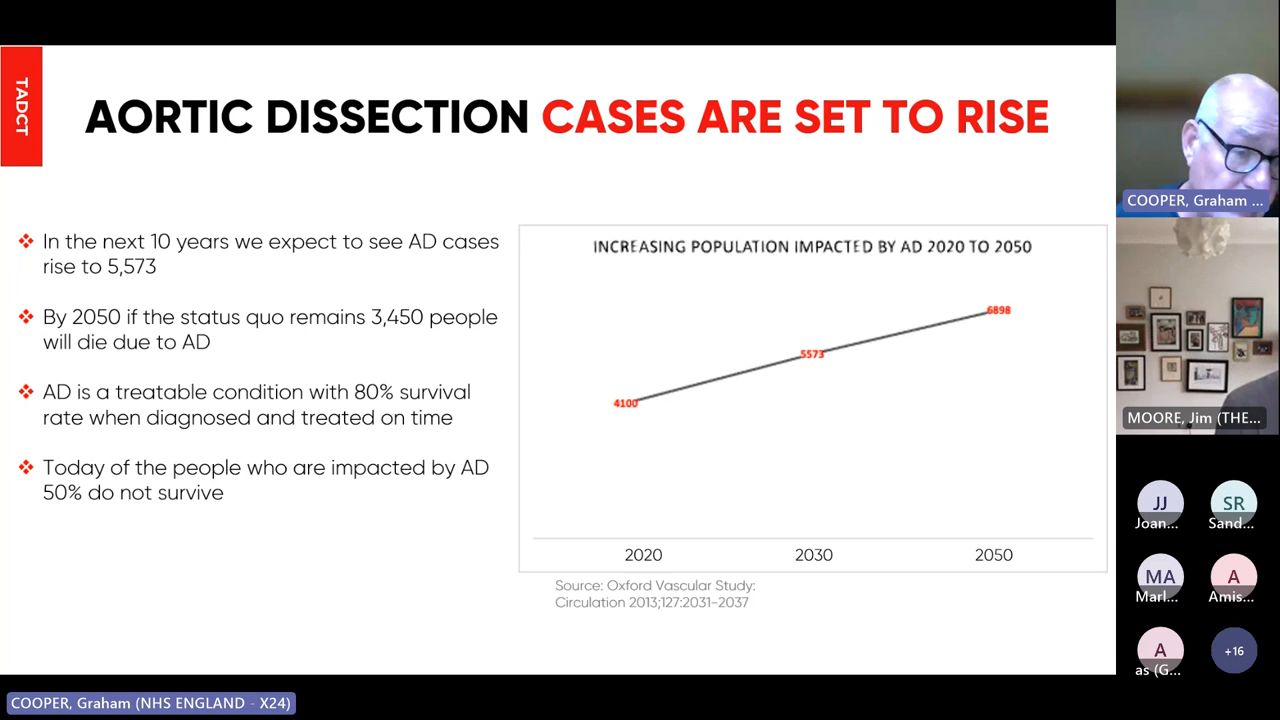 TADCT
AORTIC DISSECTION CASES ARE SET TO RISE
In the next 10 years we expect to see AD cases
rise to 5,573
By 2050 if the status quo remains 3,450 people
will die due to AD
AD is a treatable condition with 80% survival
rate when diagnosed and treated on time
Today of the people who are impacted by AD
50% do not survive
INCREASING POPULATION IMPACTED BY AD 2020 TO 2050
6898
5573
4100
2020 2030 2050
Source: Oxford Vascular Study:
Circulation 2013;127:2031-2037
COOPER, Graham ...
MOORE, Jim (THE...
JJ SR
Joan... Sand...
MA A
Marl... Amis...
A +16
as (G...
COOPER, Graham (NHS ENGLAND - X24)